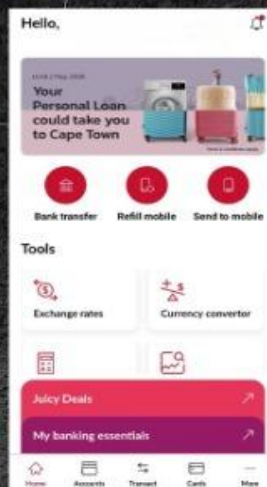 Hello,
Your
Personal Loan
could take you
to Cape Town
Bank transfer
Refill mobile
Send to mobile
Tools
Exchange rates
Currency convertor
Juicy Deals
My banking essentials
Home
Accounts
Transact
Cards
More